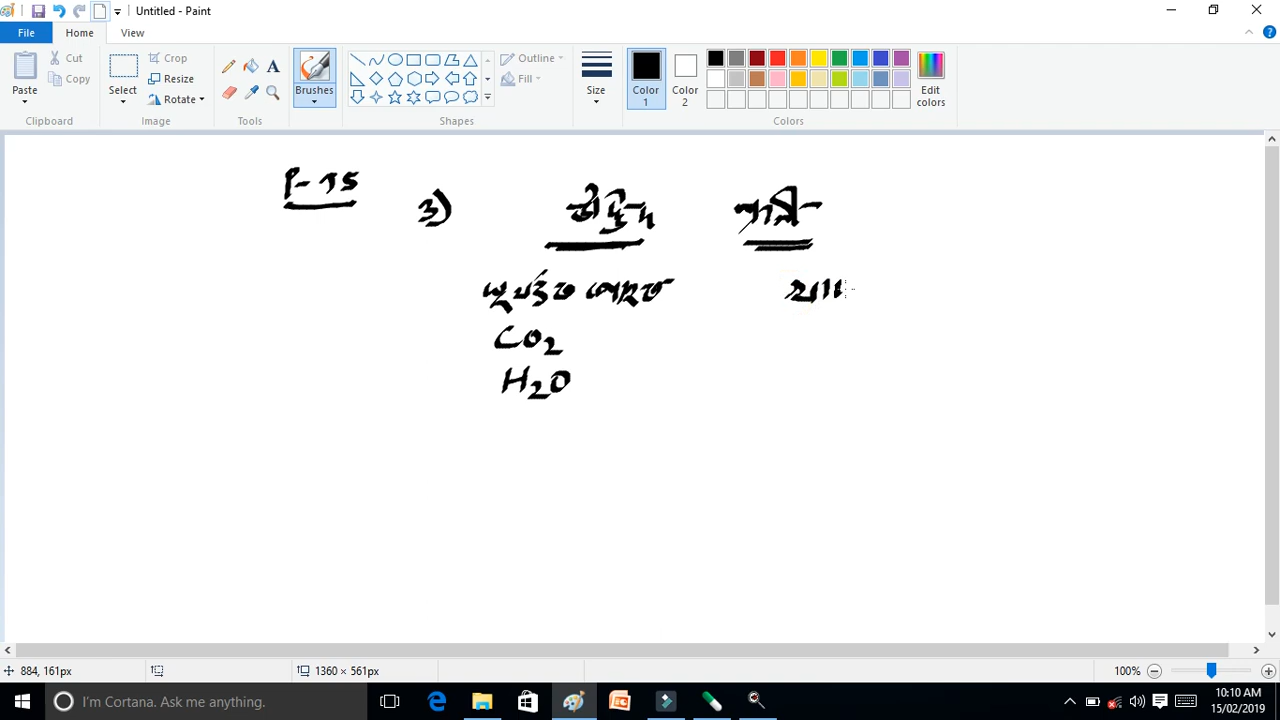 Untitled - Paint
File Home View
Paste Cut Copy Select Crop Resize Rotate Brushes Outline Fill Size Color 1 Color 2 Edit colors
Clipboard Image Tools Shapes Colors
P-
৩) উদ্ভিদ প্রাণী
CO2
H2O
884, 161px 1360 × 561px 100%
I'm Cortana. Ask me anything. 10:10 AM
15/02/2019